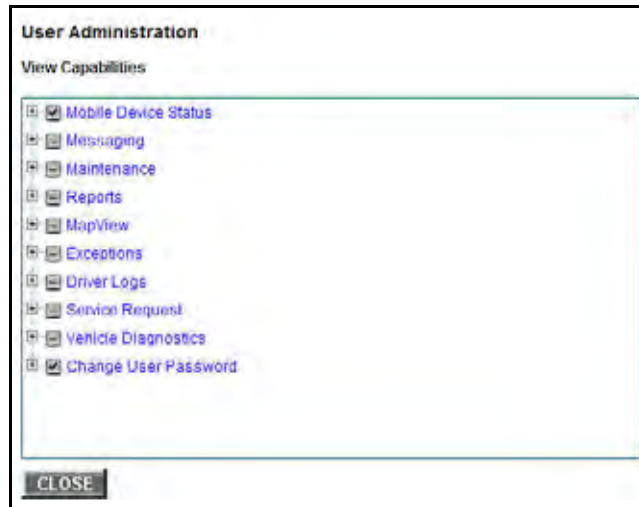 User Administration
View Capabilities
Mobile Device Status
Messaging
Maintenance
Reports
MapView
Exceptions
Driver Logs
Service Request
Vehicle Diagnostics
Change User Password
CLOSE